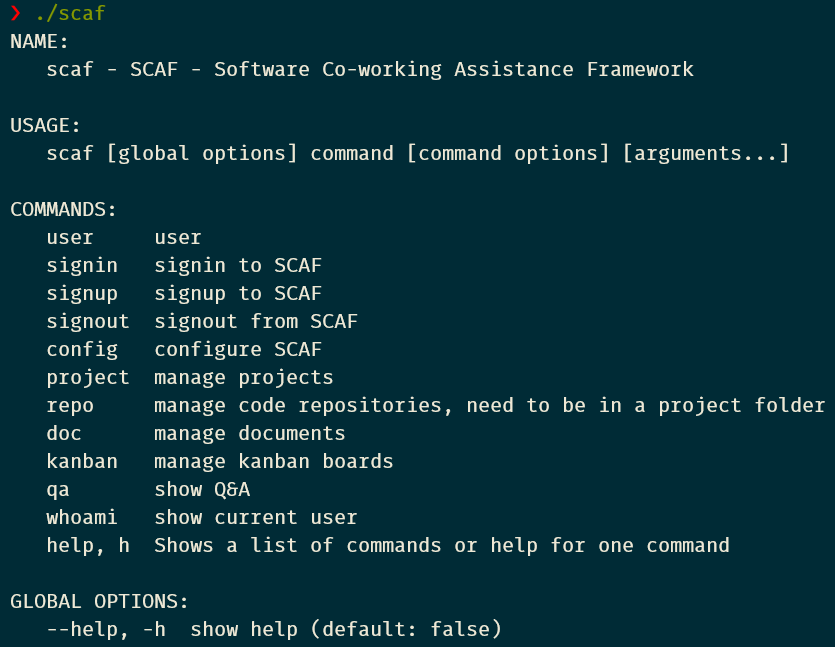 ❯ ./scaf
NAME:
   scaf - SCAF - Software Co-working Assistance Framework

USAGE:
   scaf [global options] command [command options] [arguments...]

COMMANDS:
   user     user
   signin   signin to SCAF
   signup   signup to SCAF
   signout  signout from SCAF
   config   configure SCAF
   project  manage projects
   repo     manage code repositories, need to be in a project folder
   doc      manage documents
   kanban   manage kanban boards
   qa       show Q&A
   whoami   show current user
   help, h  Shows a list of commands or help for one command

GLOBAL OPTIONS:
   --help, -h  show help (default: false)